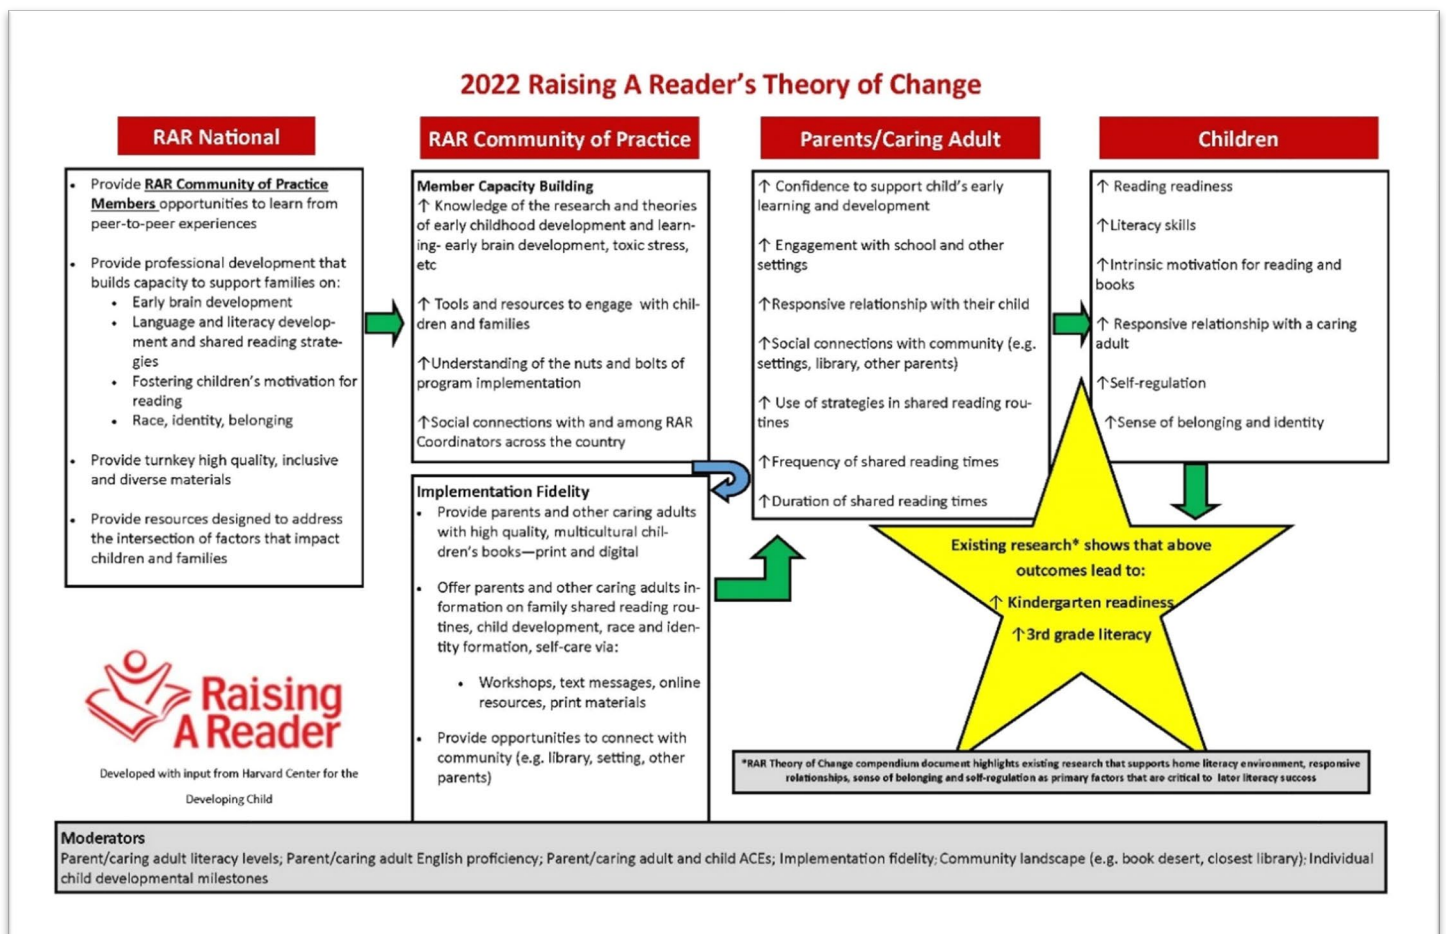 2022 Raising A Reader's Theory of Change
RAR National
• Provide RAR Community of Practice
Members opportunities to learn from
peer-to-peer experiences
• Provide professional development that
builds capacity to support families on:
• Early brain development
• Language and literacy develop-
ment and shared reading strate-
gies
• Fostering children's motivation for
reading
• Race, identity, belonging
• Provide turnkey high quality, inclusive
and diverse materials
• Provide resources designed to address
the intersection of factors that impact
children and families
Raising
A Reader
Developed with input from Harvard Center for the
Developing Child
RAR Community of Practice
Member Capacity Building
↑ Knowledge of the research and theories
of early childhood development and learn-
ing- early brain development, toxic stress,
etc
↑ Tools and resources to engage with chil-
dren and families
↑Understanding of the nuts and bolts of
program implementation
↑Social connections with and among RAR
Coordinators across the country
Implementation Fidelity
• Provide parents and other caring adults
with high quality, multicultural chil-
dren's books—print and digital
• Offer parents and other caring adults in-
formation on family shared reading rou-
tines, child development, race and iden-
tity formation, self-care via:
• Workshops, text messages, online
resources, print materials
• Provide opportunities to connect with
community (e.g. library, setting, other
parents)
Parents/Caring Adult
↑ Confidence to support child's early
learning and development
↑ Engagement with school and other
settings
↑Responsive relationship with their child
↑Social connections with community (e.g.
settings, library, other parents)
↑ Use of strategies in shared reading rou-
tines
↑Frequency of shared reading times
↑Duration of shared reading times
Children
↑ Reading readiness
↑Literacy skills
↑Intrinsic motivation for reading and
books
↑ Responsive relationship with a caring
adult
↑Self-regulation
↑Sense of belonging and identity
Existing research* shows that above
outcomes lead to:
↑ Kindergarten readiness
↑3rd grade literacy
*RAR Theory of Change compendium document highlights existing research that supports home literacy environment, responsive
relationships, sense of belonging and self-regulation as primary factors that are critical to later literacy success
Moderators
Parent/caring adult literacy levels; Parent/caring adult English proficiency; Parent/caring adult and child ACEs; Implementation fidelity; Community landscape (e.g. book desert, closest library); Individual
child developmental milestones